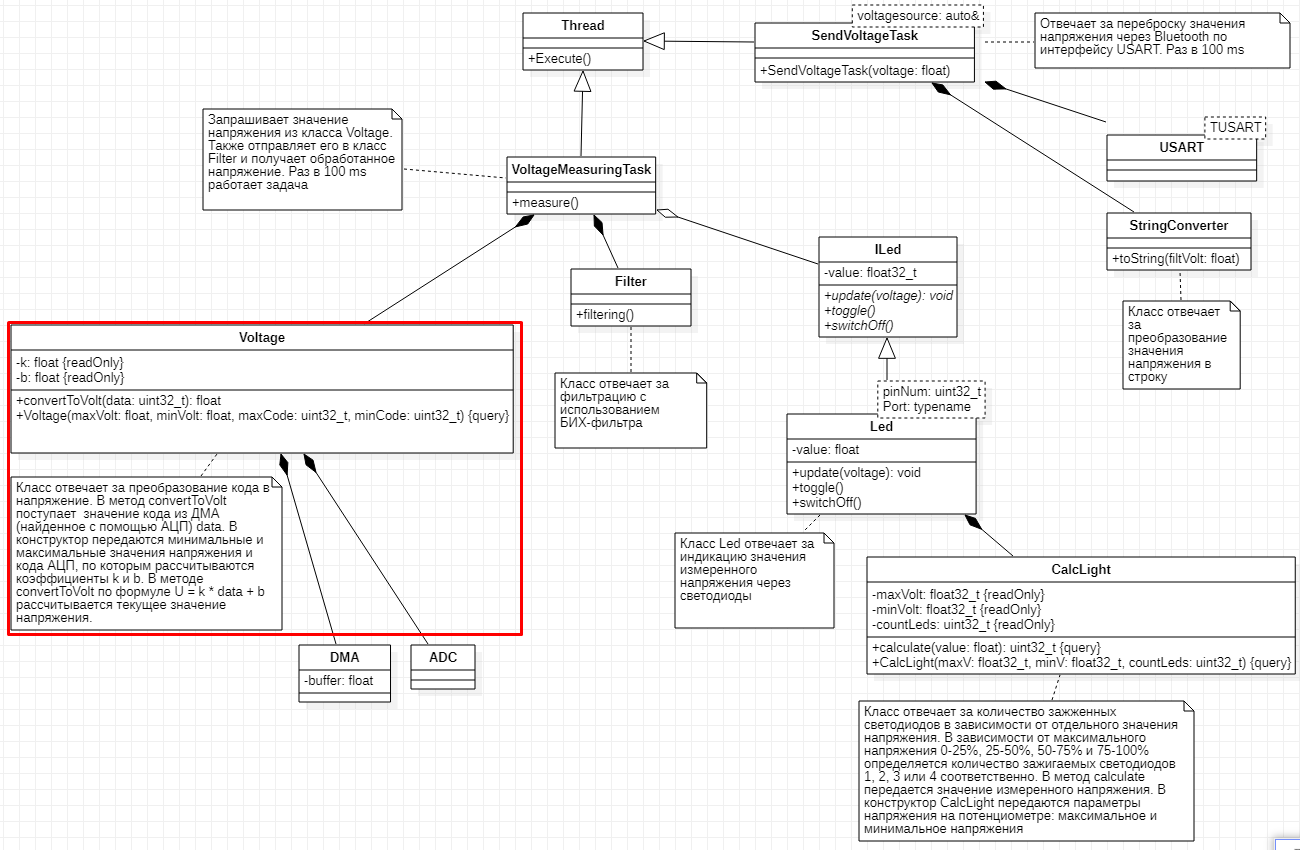 Thread
+Execute()
voltagesource: auto&
SendVoltageTask
+SendVoltageTask(voltage: float)
Отвечает за переброску значения
напряжения через Bluetooth по
интерфейсу USART. Раз в 100 ms
Запрашивает значение
напряжения из класса Voltage.
Также отправляет его в класс
Filter и получает обработанное
напряжение. Раз в 100 ms
работает задача
VoltageMeasuringTask
+measure()
TUSART
USART
StringConverter
+toString(filtVolt: float)
Класс отвечает
за
преобразование
значения
напряжения в
строку
ILed
-value: float32_t
+update(voltage): void
+toggle()
+switchOff()
Filter
+filtering()
Класс отвечает за
фильтрацию с
использованием
БИХ-фильтра
Voltage
-k: float {readOnly}
-b: float {readOnly}
+convertToVolt(data: uint32_t): float
+Voltage(maxVolt: float, minVolt: float, maxCode: uint32_t, minCode: uint32_t) {query}
Класс отвечает за преобразование кода в
напряжение. В метод convertToVolt
поступает  значение кода из ДМА
(найденное с помощью АЦП) data. В
конструктор передаются минимальные и
максимальные значения напряжения и
кода АЦП, по которым рассчитываются
коэффициенты k и b. В методе
convertToVolt по формуле U = k * data + b
рассчитывается текущее значение
напряжения.
DMA
-buffer: float
ADC
pinNum: uint32_t
Port: typename
Led
-value: float
+update(voltage): void
+toggle()
+switchOff()
Класс Led отвечает за
индикацию значения
измеренного
напряжения через
светодиоды
CalcLight
-maxVolt: float32_t {readOnly}
-minVolt: float32_t {readOnly}
-countLeds: uint32_t {readOnly}
+calculate(value: float): uint32_t {query}
+CalcLight(maxV: float32_t, minV: float32_t, countLeds: uint32_t) {query}
Класс отвечает за количество зажженных
светодиодов в зависимости от отдельного значения
напряжения. В зависимости от максимального
напряжения 0-25%, 25-50%, 50-75% и 75-100%
определяется количество зажигаемых светодиодов
1, 2, 3 или 4 соответственно. В метод calculate
передается значение измеренного напряжения. В
конструктор CalcLight передаются параметры
напряжения на потенциометре: максимальное и
минимальное напряжения